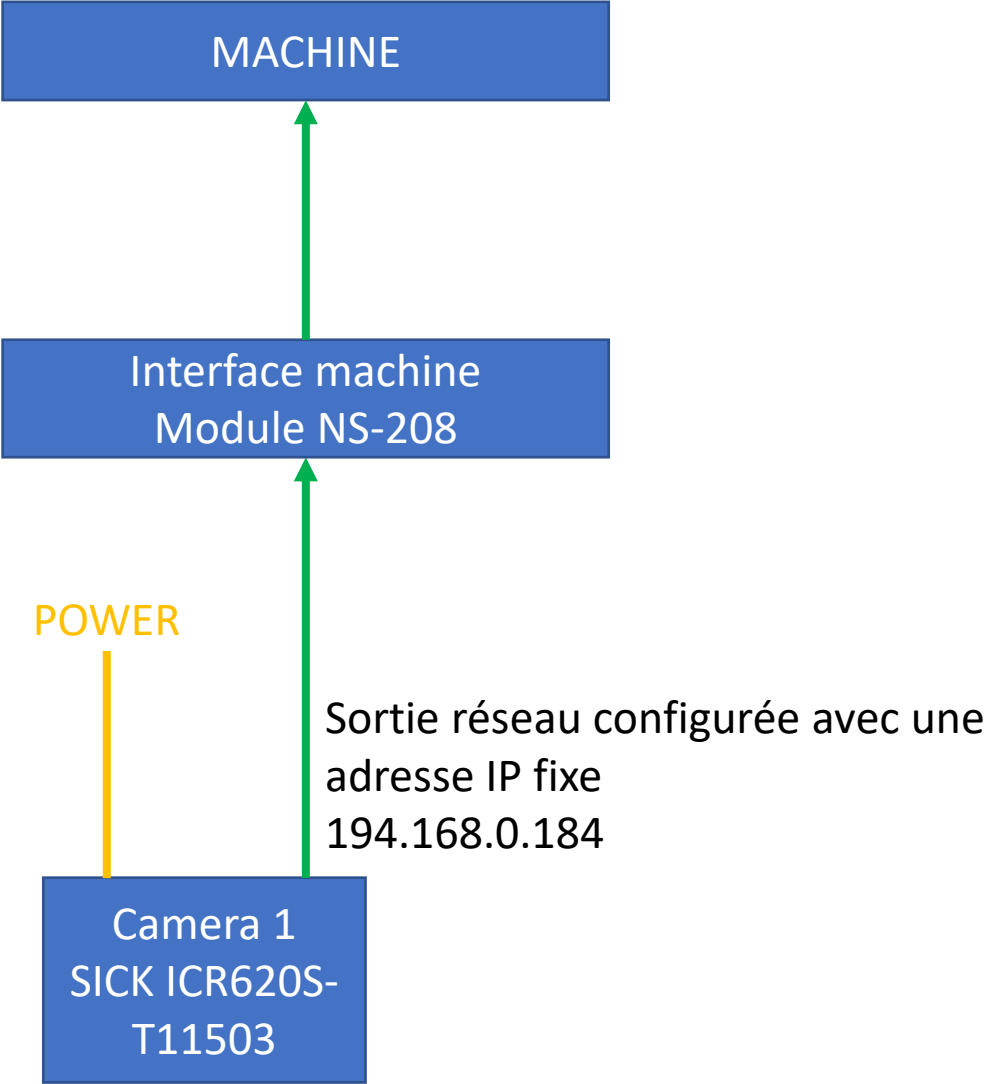 MACHINE
Interface machine
Module NS-208
POWER
Sortie réseau configurée avec une
adresse IP fixe
194.168.0.184
Camera 1
SICK ICR620S-
T11503